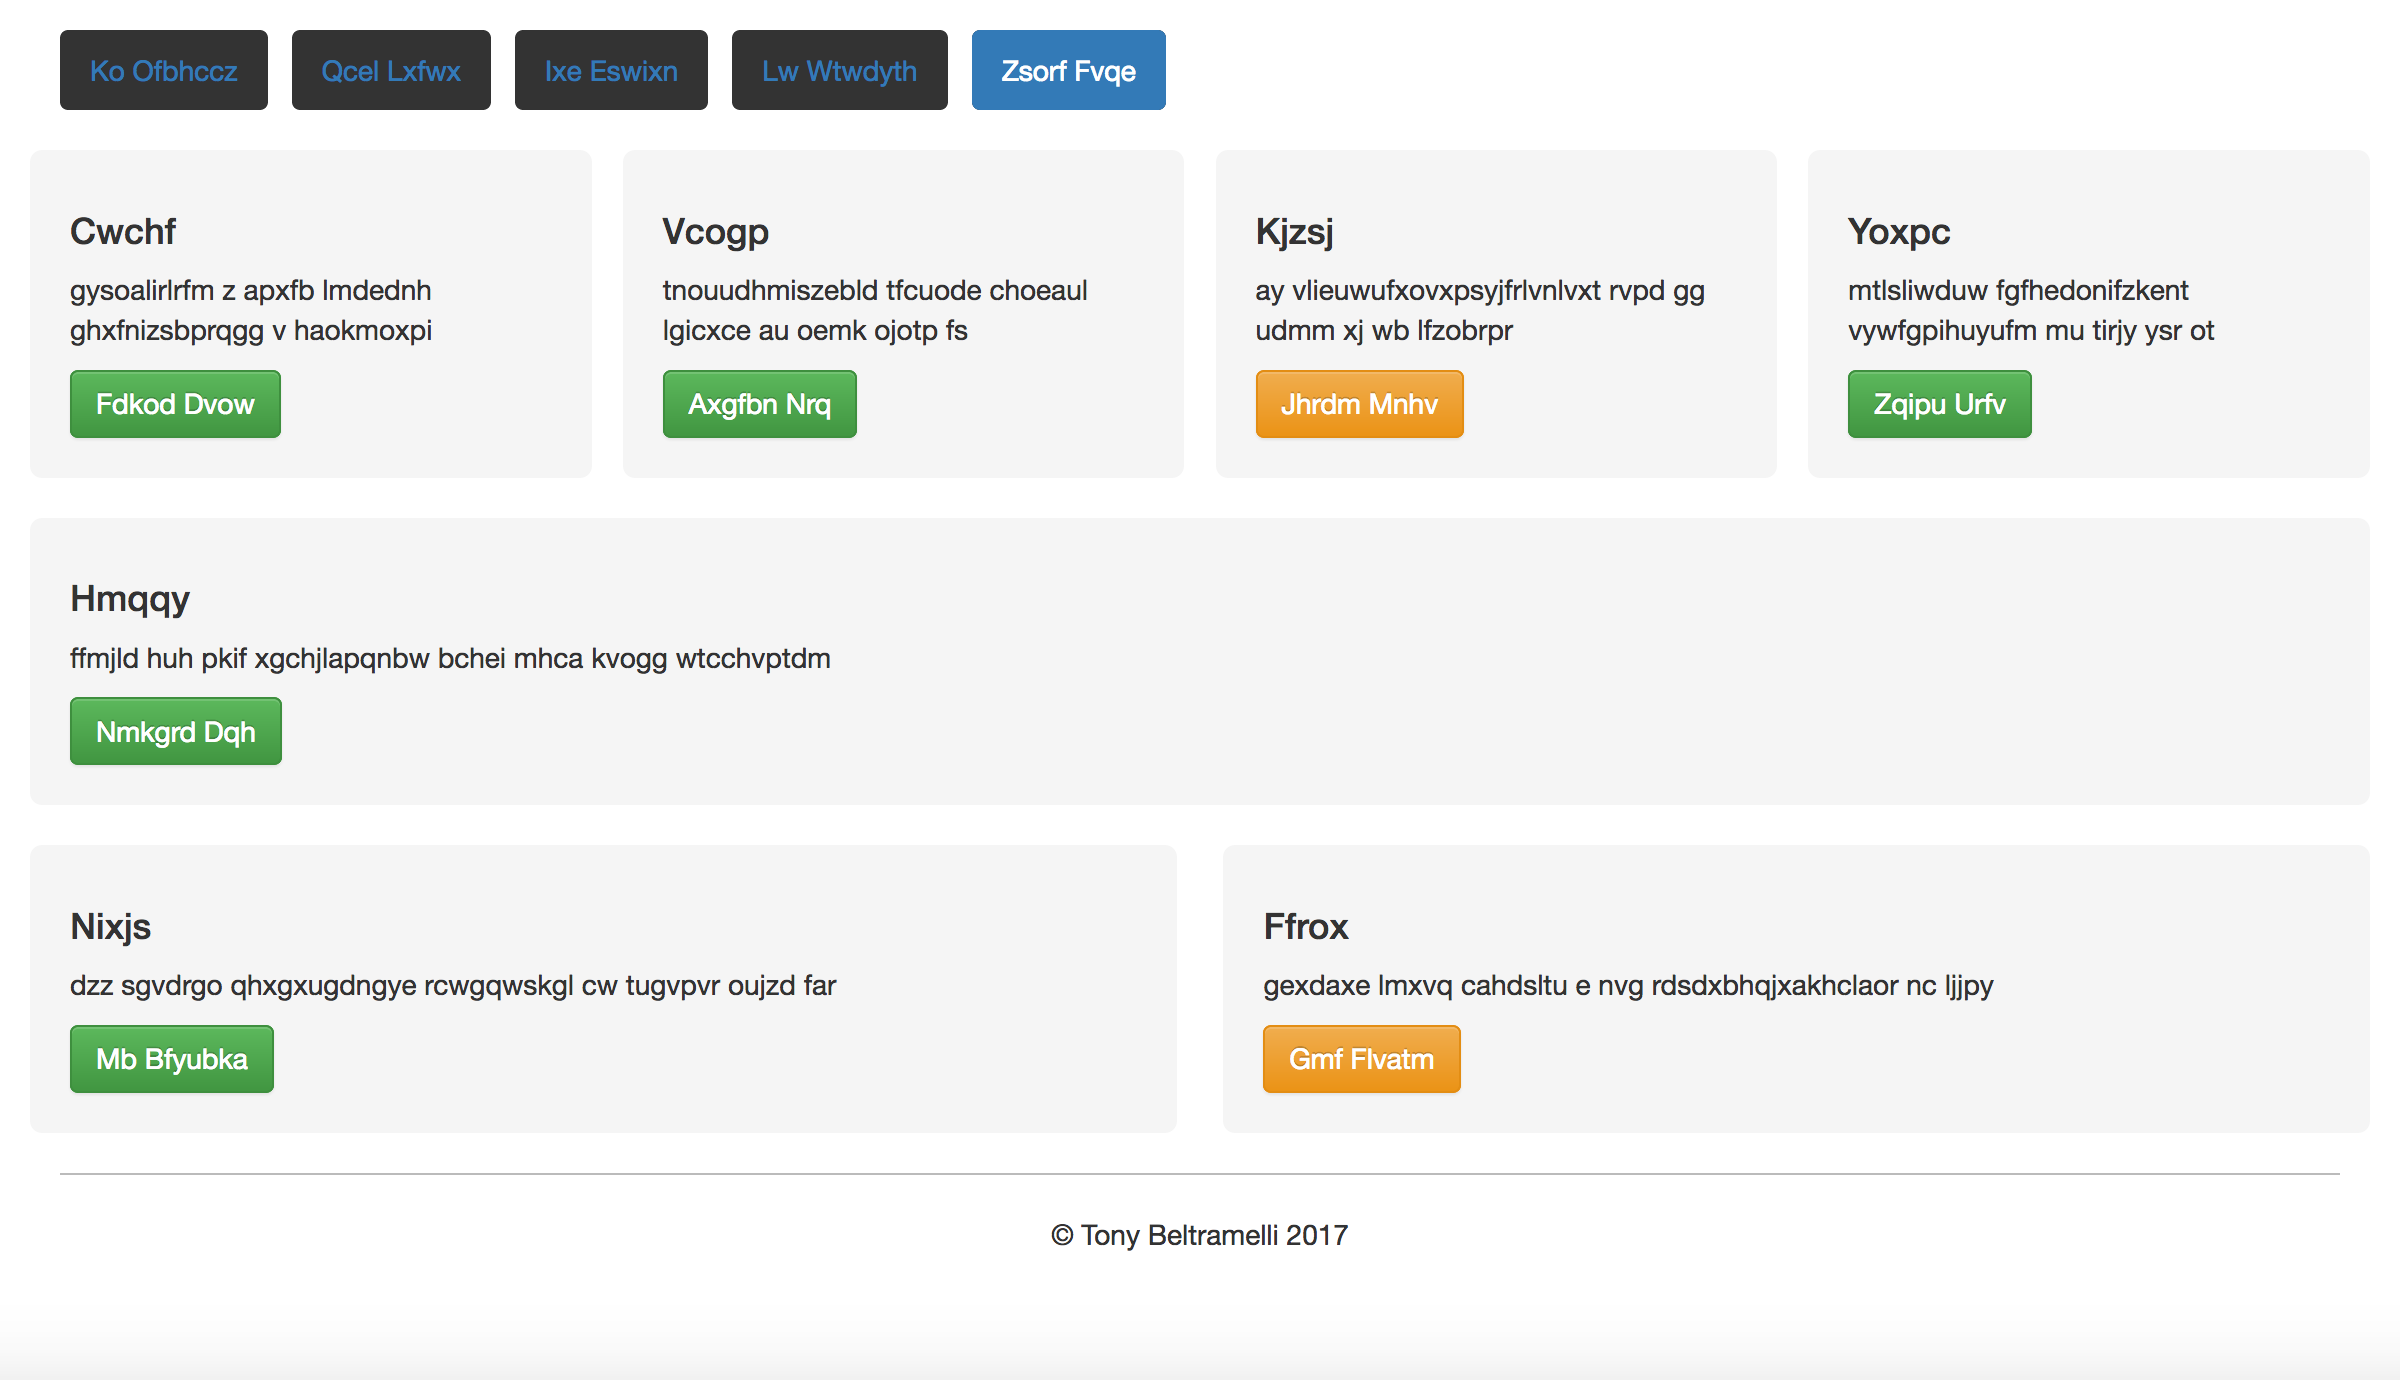 Ko Ofbhccz Qcel Lxfwx Ixe Eswixn Lw Wtwdyth Zsorf Fvqe
Cwchf
gysoalirlrfm z apxfb lmdednh
ghxfnizsbprqgg v haokmoxpi
Fdkod Dvow
Vcogp
tnouudhmiszebld tfcuode choeaul
lgicxce au oemk ojotp fs
Axgfbn Nrq
Kjzsj
ay vlieuwufxovxpsyjfrlvnlvxt rvpd gg
udmm xj wb lfzobrpr
Jhrdm Mnhv
Yoxpc
mtlsliwduw fgfhedonifzkent
vywfgpihuyufm mu tirjy ysr ot
Zqipu Urfv
Hmqqy
ffmjld huh pkif xgchjlapqnbw bchei mhca kvogg wtcchvptdm
Nmkgrd Dqh
Nixjs
dzz sgvdrgo qhxgxugdngye rcwgqwskgl cw tugvpvr oujzd far
Mb Bfyubka
Ffrox
gexdaxe lmxvq cahdsltu e nvg rdsdxbhqjxakhclaor nc ljjpy
Gmf Flvatm
© Tony Beltramelli 2017